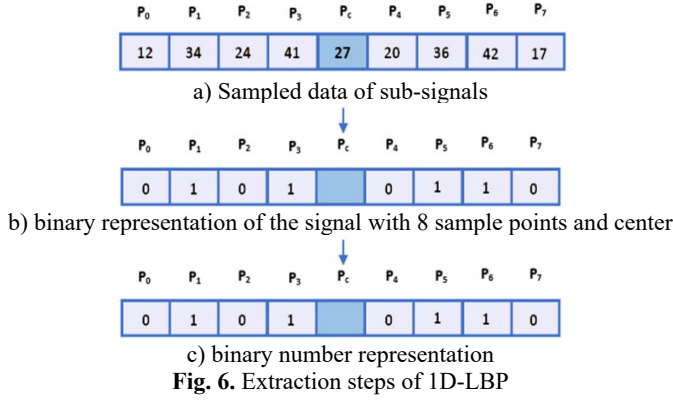 P0 P1 P2 P3 Pc P4 P5 P6 P7
12 34 24 41 27 20 36 42 17
a) Sampled data of sub-signals
P0 P1 P2 P3 Pc P4 P5 P6 P7
0 1 0 1 0 1 1 0
b) binary representation of the signal with 8 sample points and center
P0 P1 P2 P3 Pc P4 P5 P6 P7
0 1 0 1 0 1 1 0
c) binary number representation
Fig. 6. Extraction steps of 1D-LBP